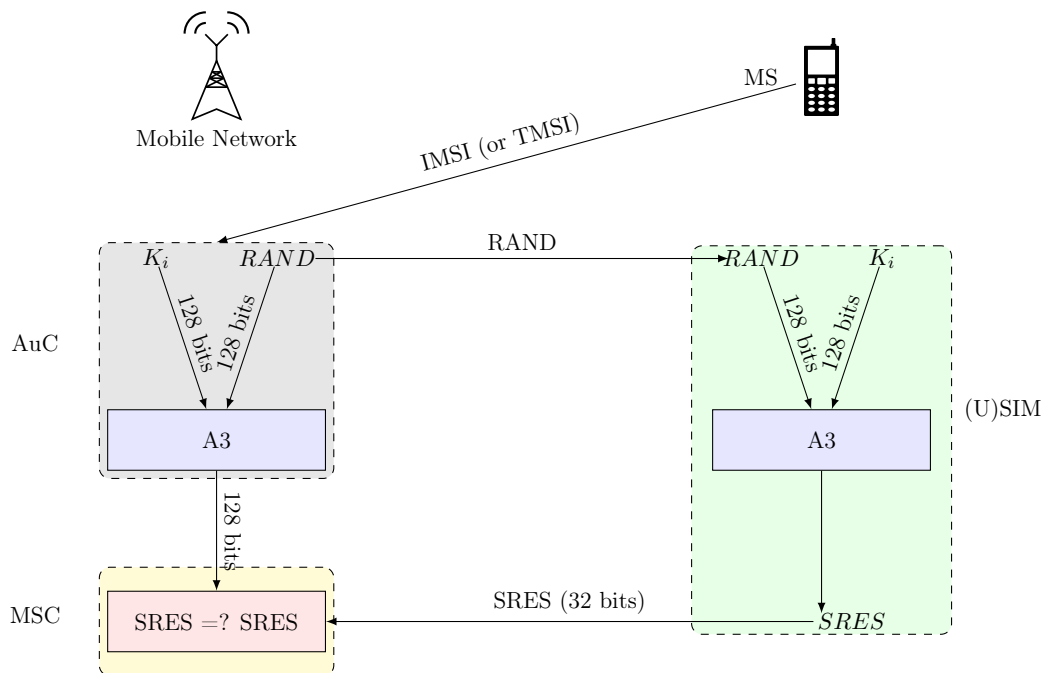 MS
Mobile Network
IMSI (or TMSI)
RAND
K_i RAND
RAND K_i
128 bits
128 bits
128 bits
128 bits
AuC
(U)SIM
A3
A3
128 bits
SRES (32 bits)
MSC
SRES =? SRES
SRES